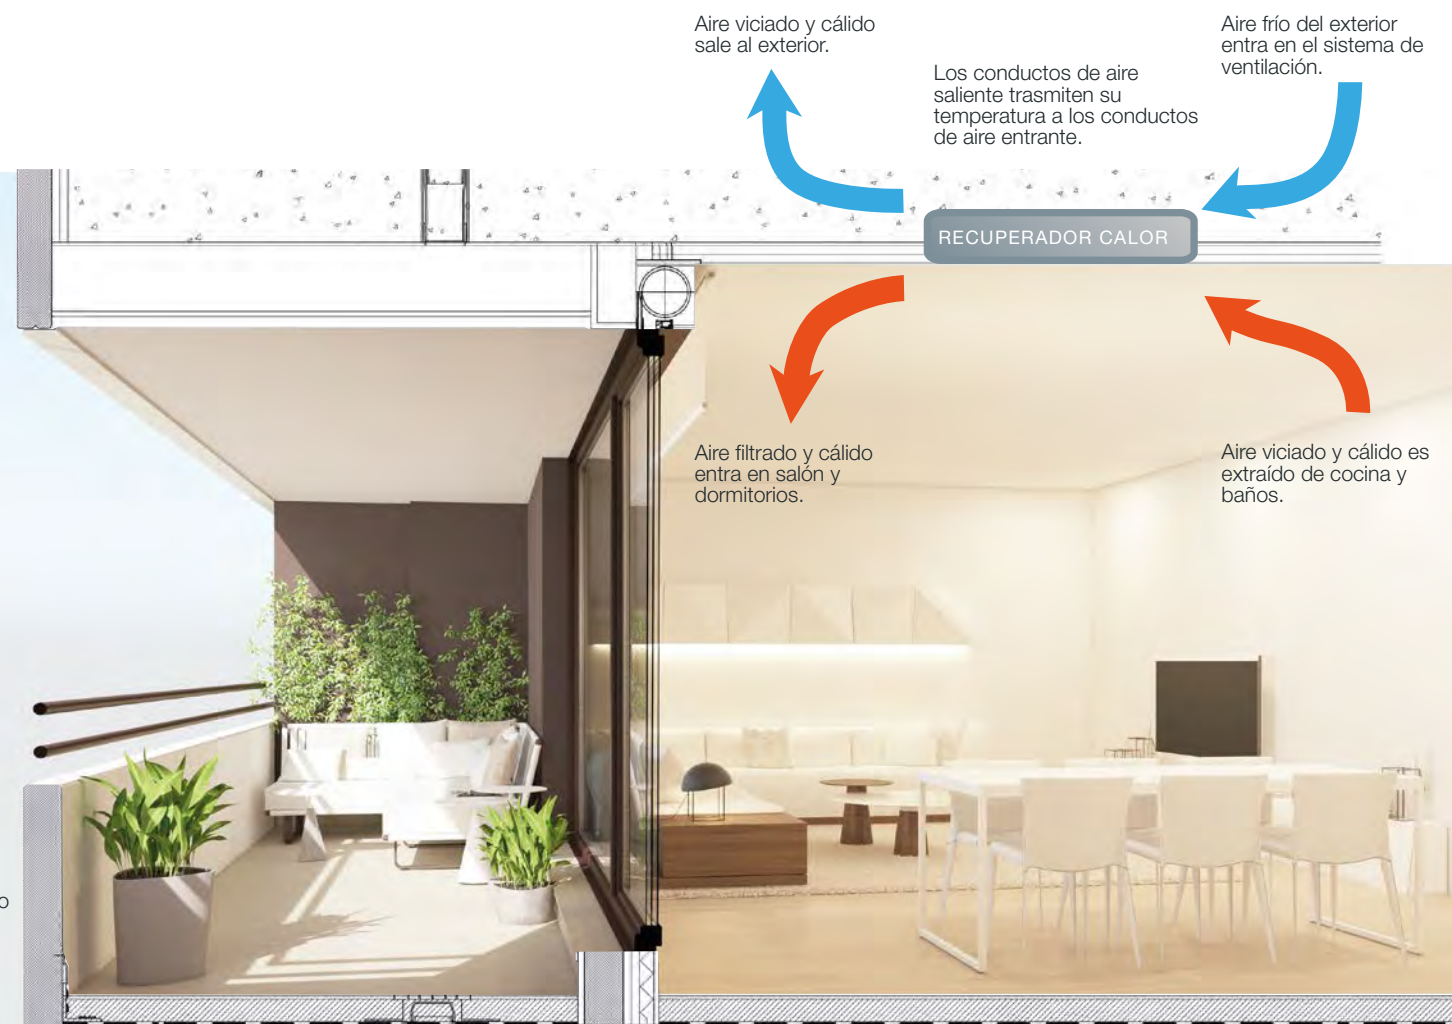 Aire viciado y cálido
sale al exterior.
Los conductos de aire
saliente trasmiten su
temperatura a los conductos
de aire entrante.
Aire frío del exterior
entra en el sistema de
ventilación.
RECUPERADOR CALOR
Aire filtrado y cálido
entra en salón y
dormitorios.
Aire viciado y cálido es
extraído de cocina y
baños.